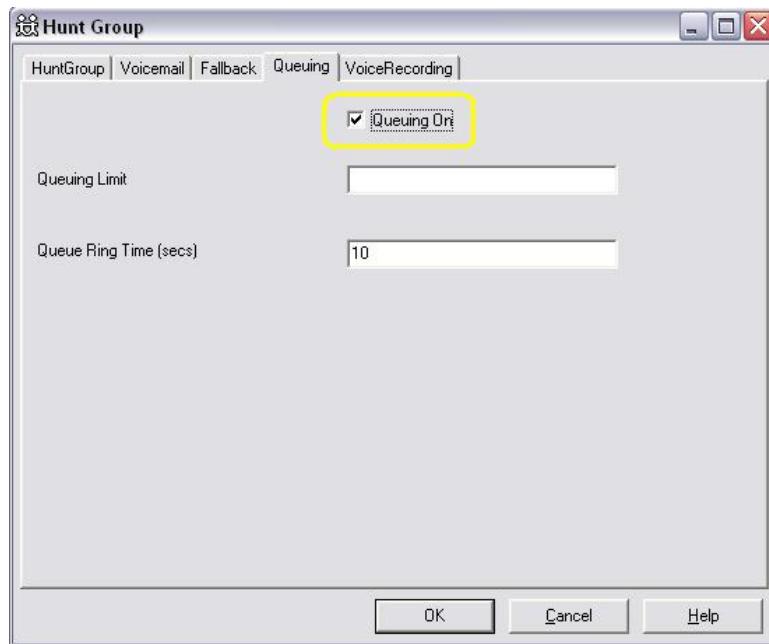 Hunt Group
HuntGroup Voicemail Fallback Queuing VoiceRecording
Queuing On
Queuing Limit
Queue Ring Time (secs) 10
OK Cancel Help